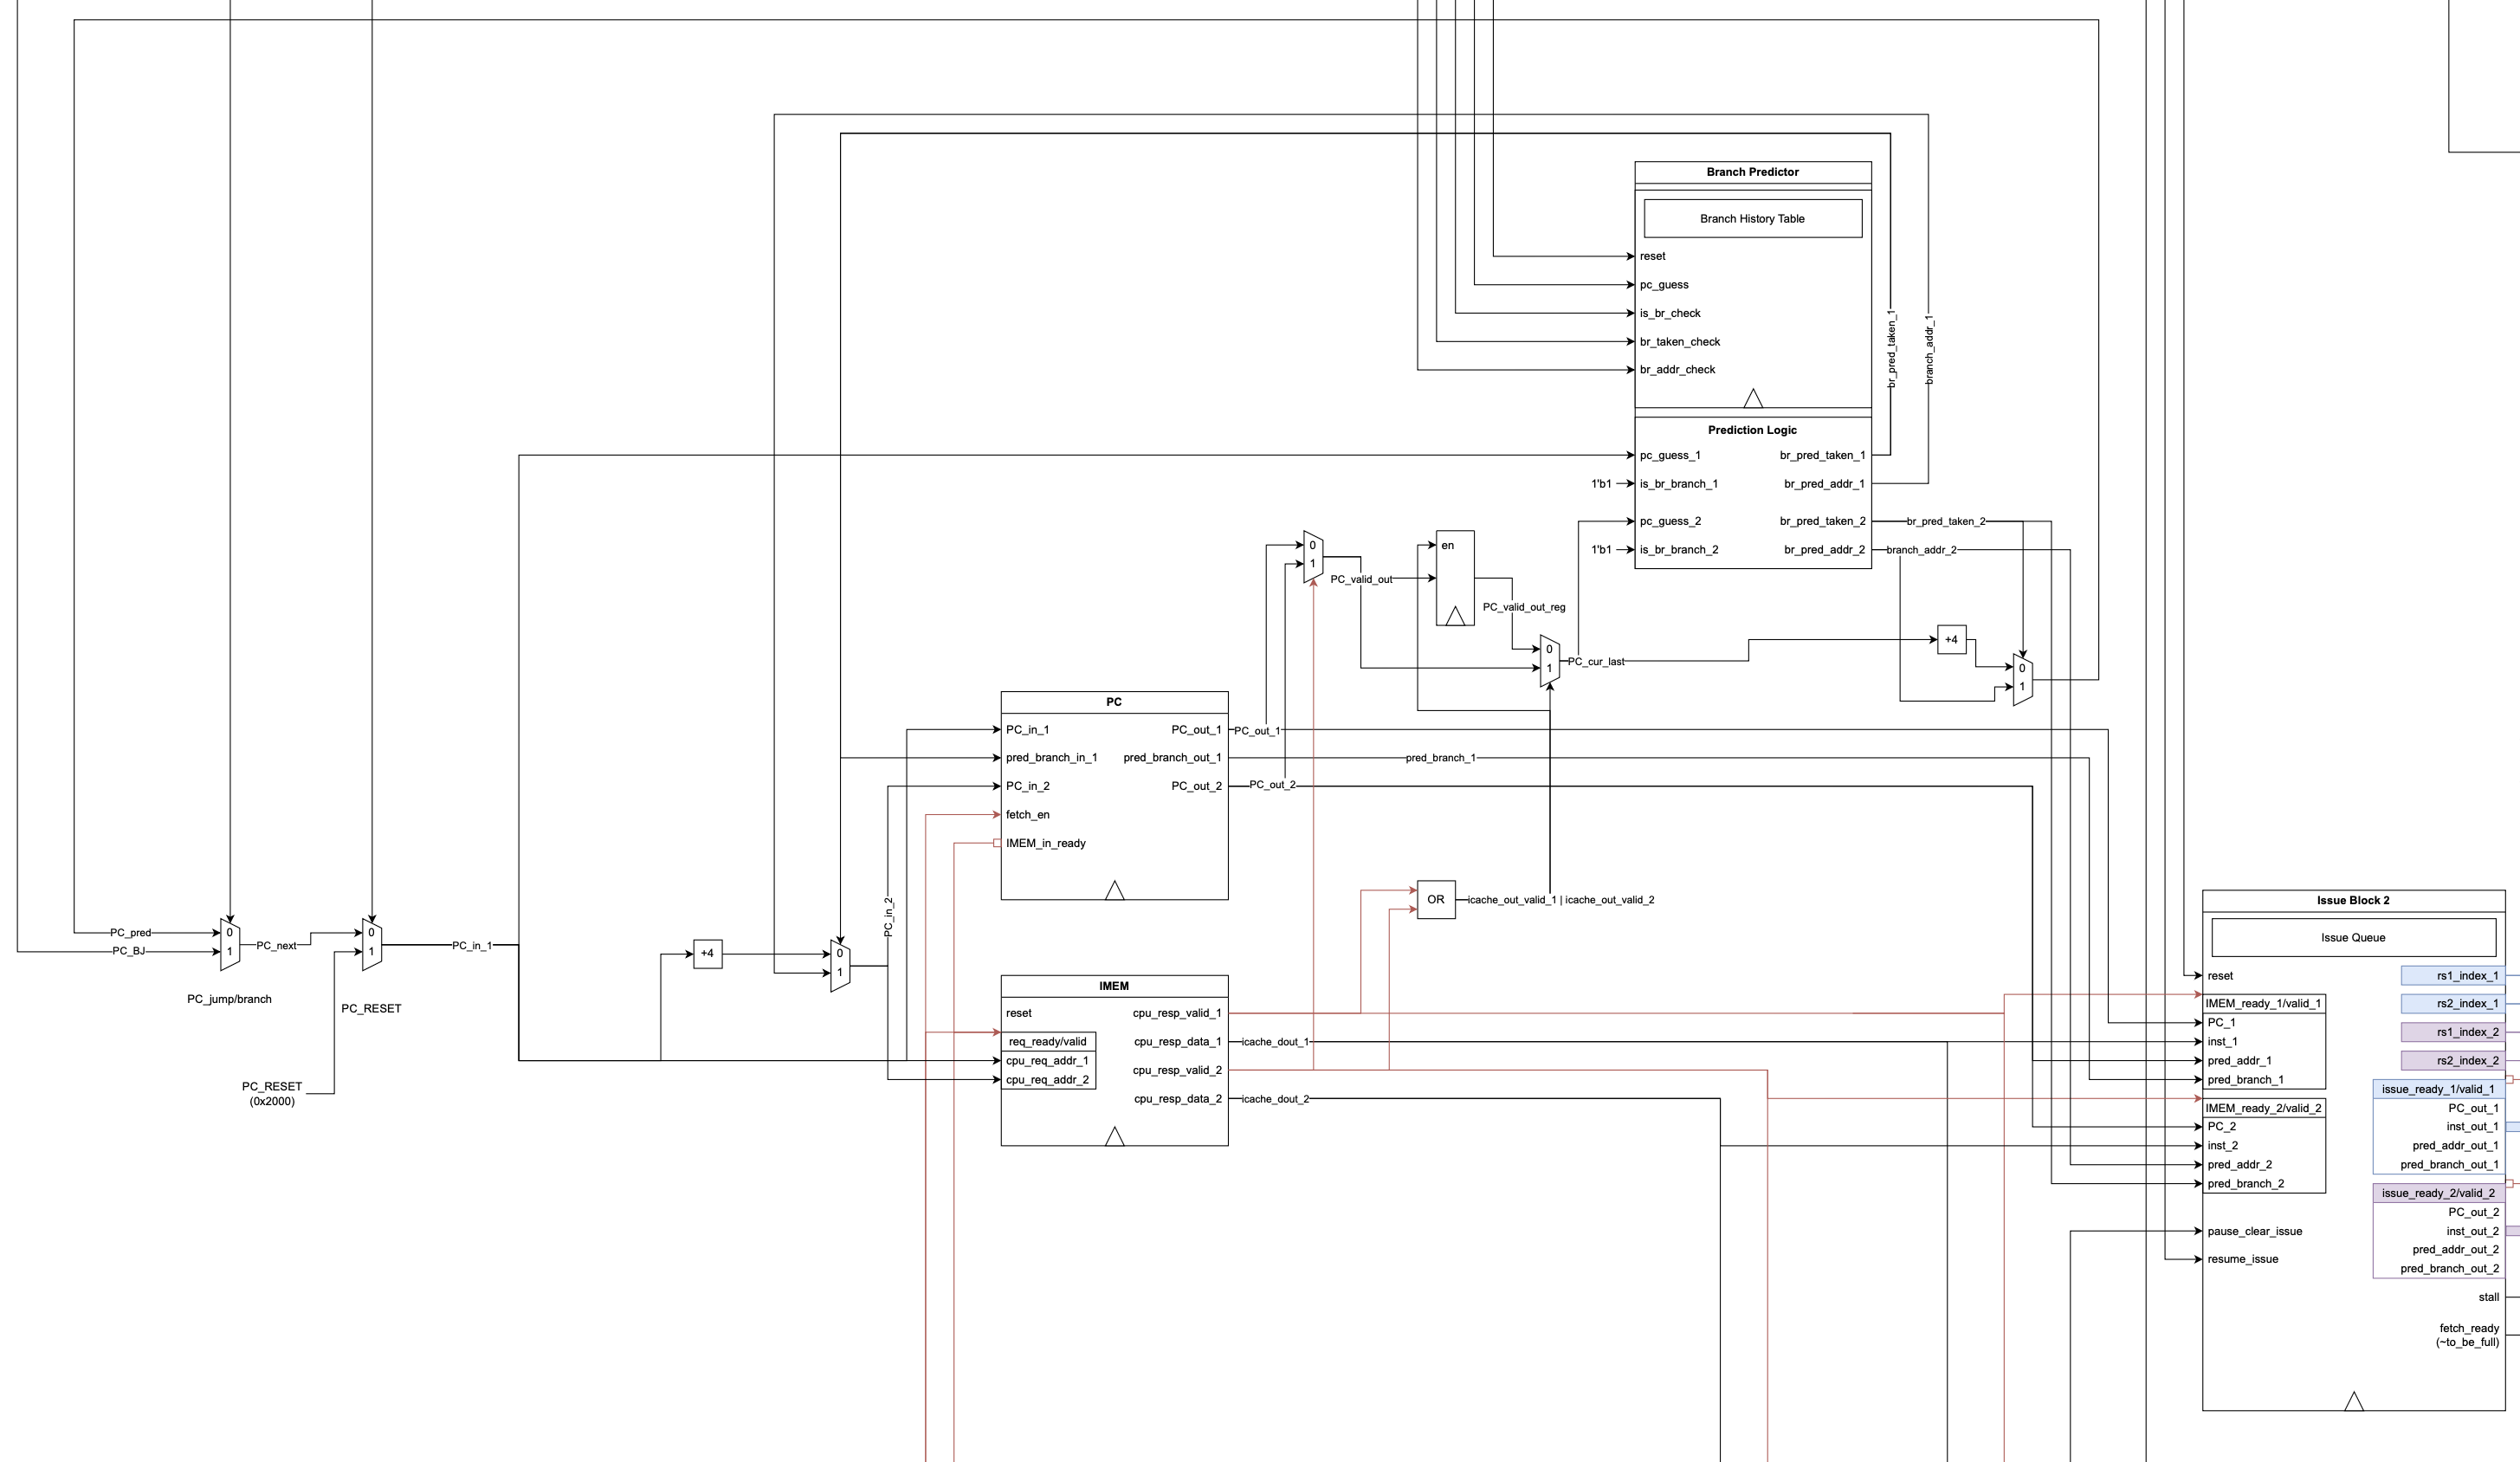 Branch Predictor
Branch History Table
reset
pc_guess
is_br_check
br_taken_check
br_addr_check
br_pred_taken_1
branch_addr_1
Prediction Logic
pc_guess_1
br_pred_taken_1
1'b1
is_br_branch_1
br_pred_addr_1
pc_guess_2
br_pred_taken_2
br_pred_taken_2
1'b1
is_br_branch_2
br_pred_addr_2
branch_addr_2
0
1
en
PC_valid_out
PC_valid_out_reg
0
1
PC_cur_last
+4
0
1
PC
PC_in_1
PC_out_1
PC_out_1
pred_branch_in_1
pred_branch_out_1
pred_branch_1
PC_in_2
PC_out_2
PC_out_2
fetch_en
IMEM_in_ready
OR
icache_out_valid_1 | icache_out_valid_2
PC_in_2
PC_pred
PC_BJ
0
1
PC_next
0
1
PC_in_1
+4
0
1
PC_jump/branch
PC_RESET
PC_RESET
(0x2000)
IMEM
reset
cpu_resp_valid_1
req_ready/valid
cpu_resp_data_1
icache_dout_1
cpu_req_addr_1
cpu_resp_valid_2
cpu_req_addr_2
cpu_resp_data_2
icache_dout_2
Issue Block 2
Issue Queue
reset
rs1_index_1
IMEM_ready_1/valid_1
rs2_index_1
PC_1
rs1_index_2
inst_1
pred_addr_1
rs2_index_2
pred_branch_1
issue_ready_1/valid_1
IMEM_ready_2/valid_2
PC_out_1
PC_2
inst_out_1
inst_2
pred_addr_out_1
pred_addr_2
pred_branch_out_1
pred_branch_2
issue_ready_2/valid_2
PC_out_2
pause_clear_issue
inst_out_2
pred_addr_out_2
resume_issue
pred_branch_out_2
stall
fetch_ready
(~to_be_full)